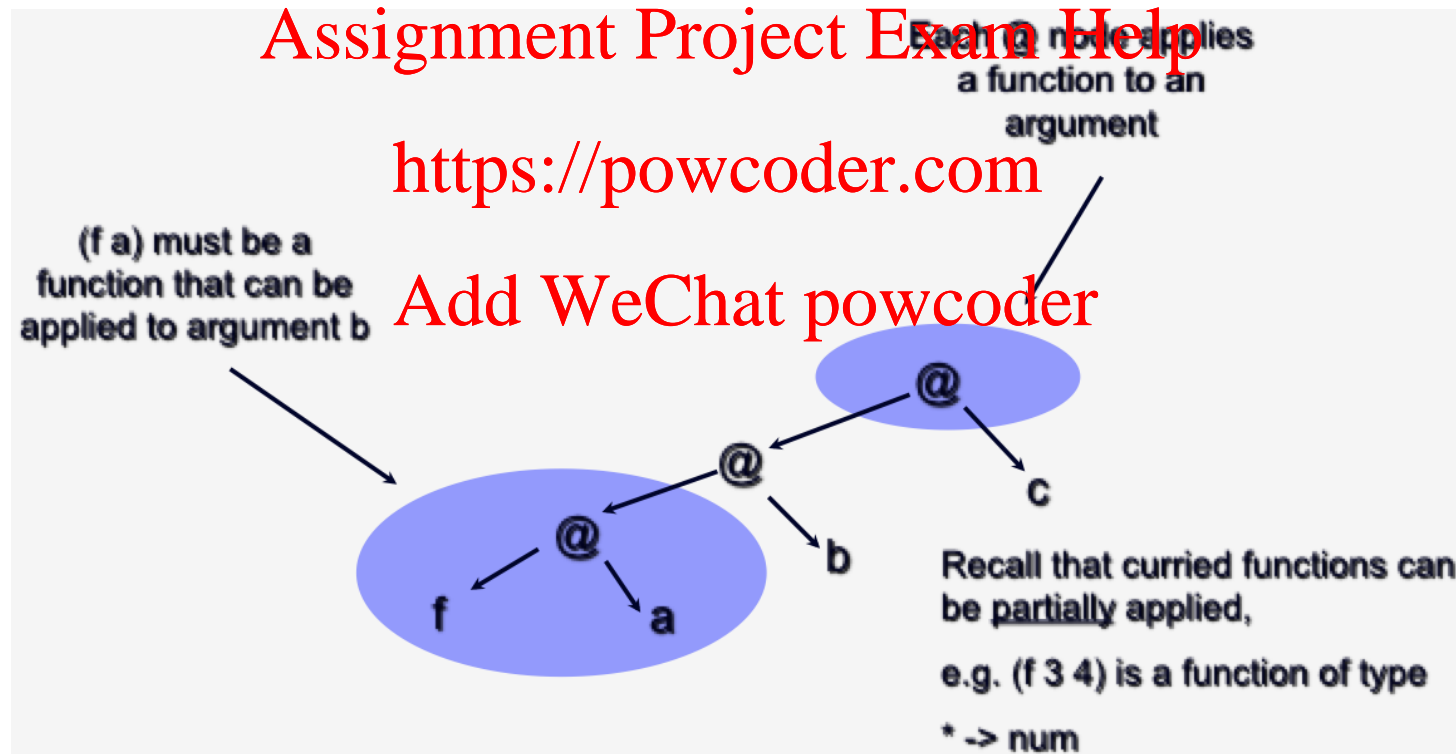 Assignment Project Exam Help
Each @ node applies
a function to an
argument
https://powcoder.com
(f a) must be a
function that can be
applied to argument b
Add WeChat powcoder
@
@
c
@
b
f
a
Recall that curried functions can
be partially applied,
e.g. (f 3 4) is a function of type
* -> num